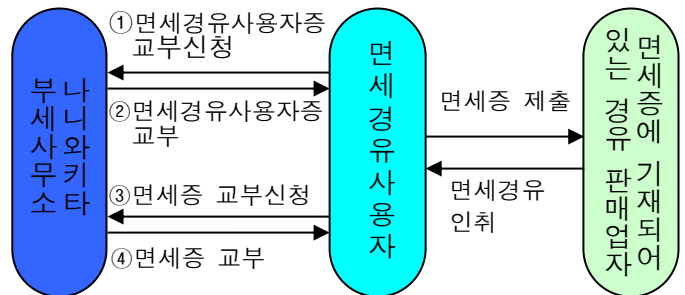 나니와키타
부세사무소
①면세경유사용자증
교부신청
②면세경유사용자증
교부
③면세증 교부신청
④면세증 교부
면세경유사용자
면세증 제출
면세경유
인취
면세증에 기재되어
있는 경유 판매업자